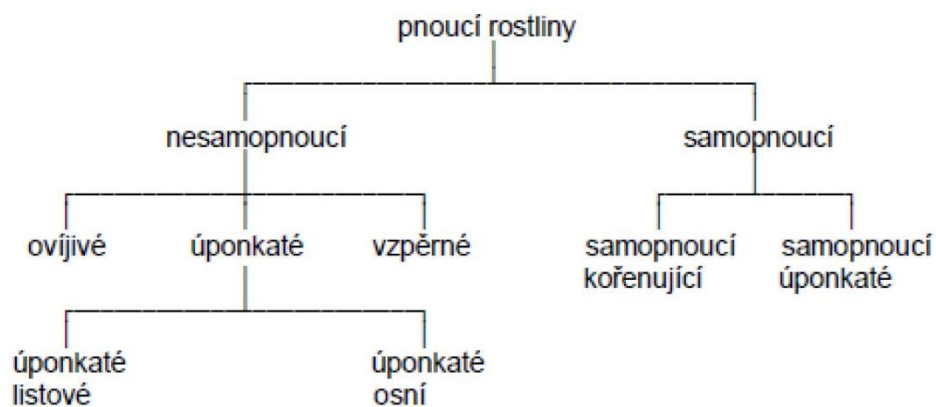 pnoucí rostliny
nesamopnoucí
samopnoucí
ovíjivé
úponkaté
vzpěrné
samopnoucí
kořenující
samopnoucí
úponkaté
úponkaté
listové
úponkaté
osní